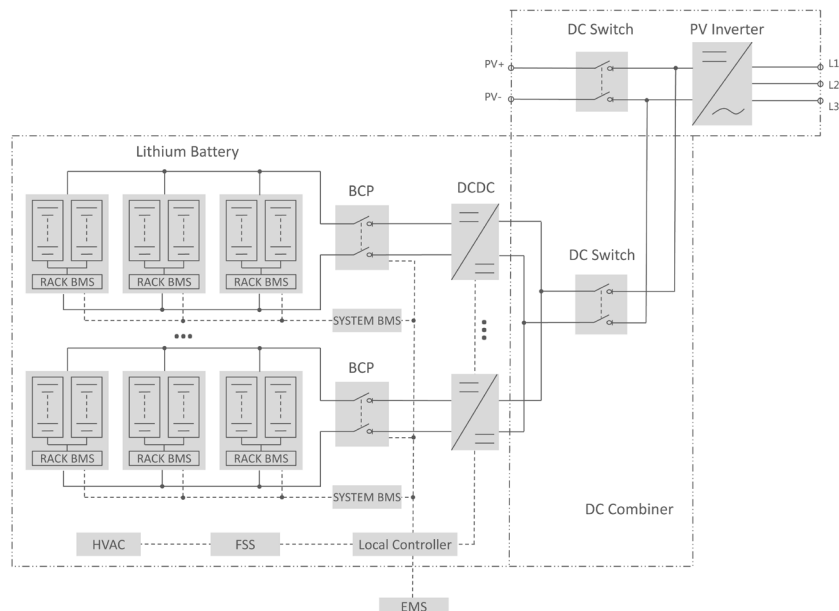 DC Switch
PV Inverter
PV+
L1
L2
PV-
L3
Lithium Battery
BCP
DCDC
DC Switch
RACK BMS
RACK BMS
RACK BMS
SYSTEM BMS
BCP
RACK BMS
RACK BMS
RACK BMS
SYSTEM BMS
DC Combiner
HVAC
FSS
Local Controller
EMS